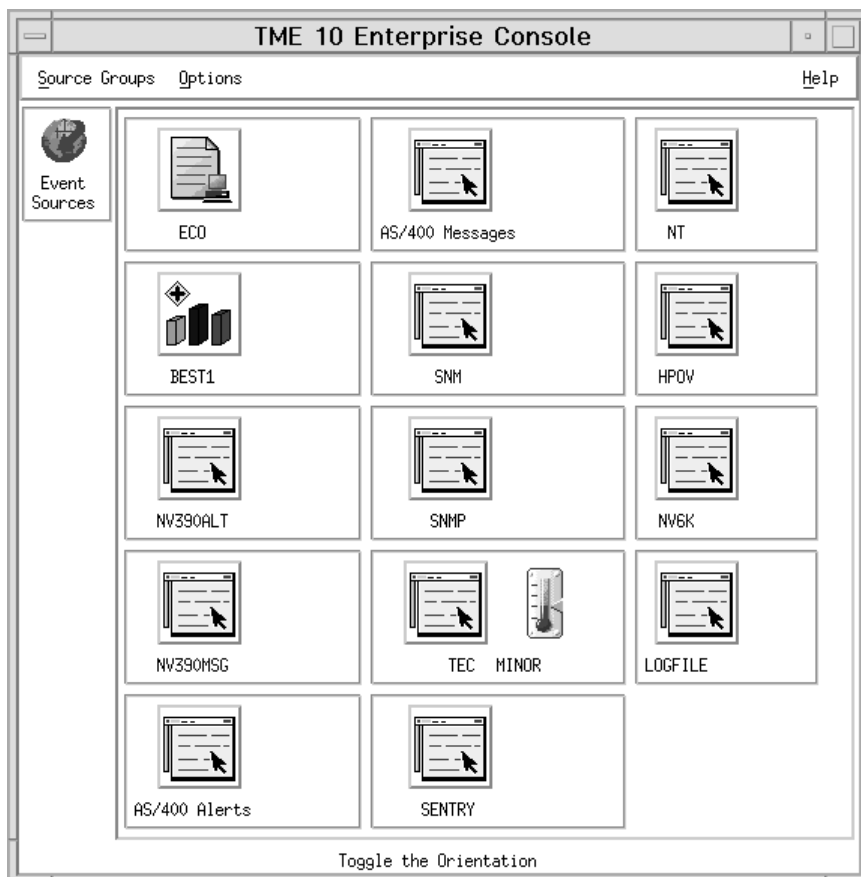 TME 10 Enterprise Console
Source Groups Options Help
Event
Sources
ECO AS/400 Messages NT
BEST1 SNM HPOV
NV390ALT SNMP NV6K
NV390MSG TEC MINOR LOGFILE
AS/400 Alerts SENTRY
Toggle the Orientation